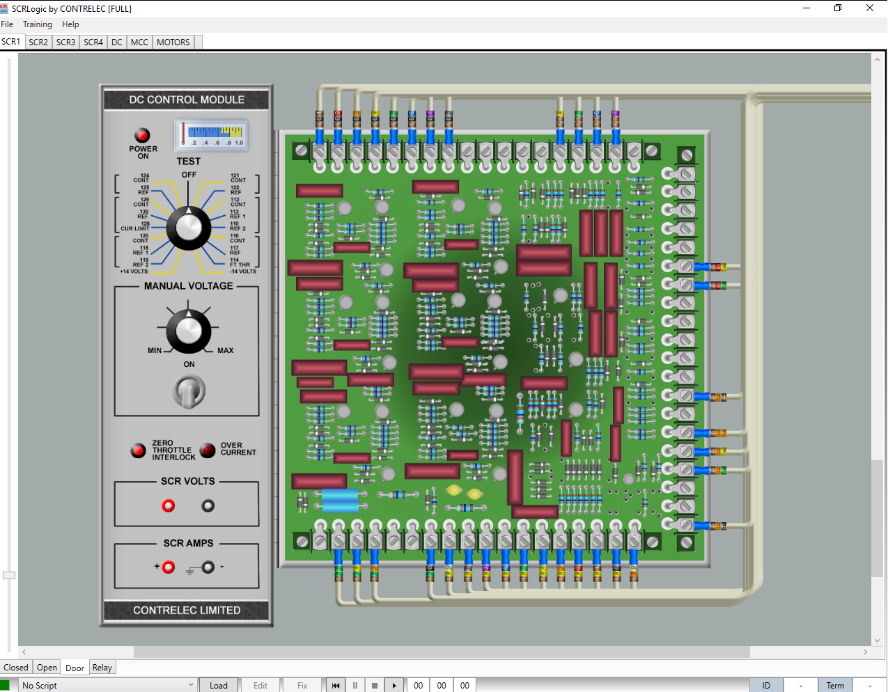 SCRLogic by CONTRELEC [FULL]
File Training Help
SCR1 SCR2 SCR3 SCR4 DC MCC MOTORS
DC CONTROL MODULE
POWER
ON
.2 .4 .6 .8 1.0
TEST
OFF
124
CONT
121
CONT
125
REF
122
REF
129
CONT
112
CONT
130
REF
113
REF 1
128
CUR LIMIT
REF 2
120
CONT
116
CONT
118
REF 1
117
REF
REF 2
114
FT THR
+14 VOLTS
-14 VOLTS
MANUAL VOLTAGE
MIN
MAX
ON
ZERO
THROTTLE
INTERLOCK
OVER
CURRENT
SCR VOLTS
SCR AMPS
+ -
CONTRELEC LIMITED
Closed Open Door Relay
No Script Load Edit Fix 00 00 00 ID - Term -